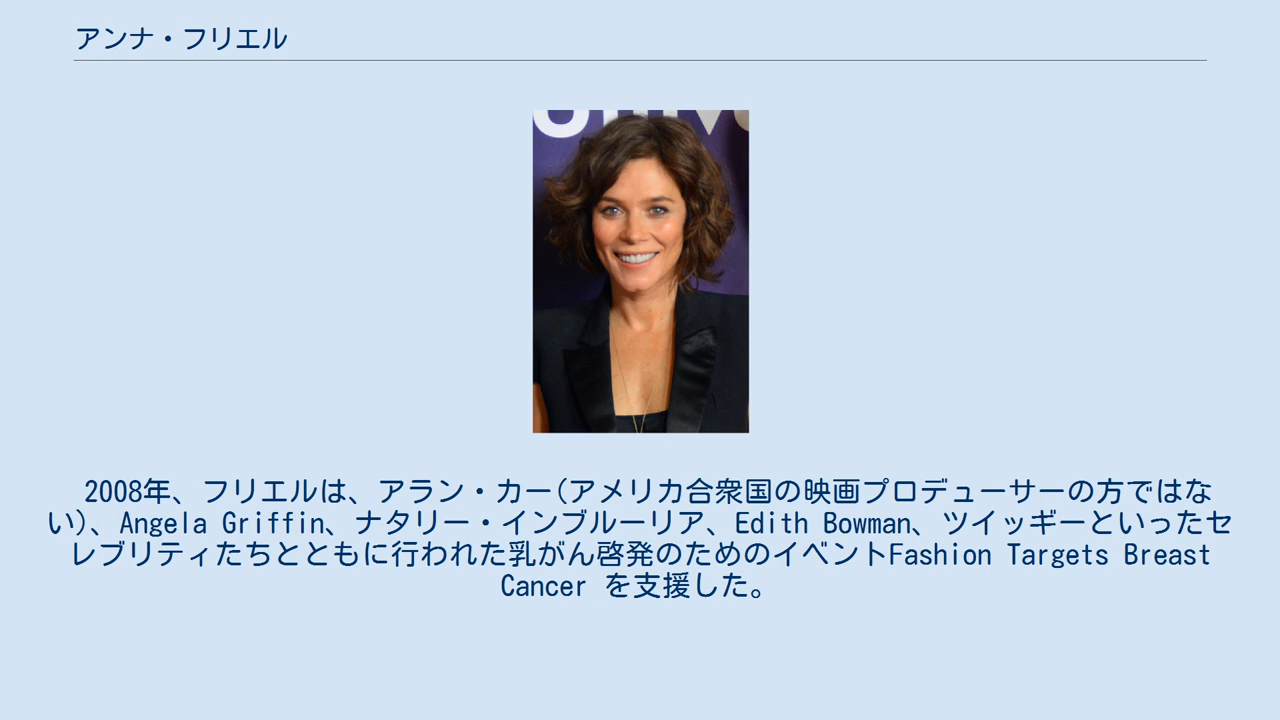 アンナ・フリエル
2008年、フリエルは、アラン・カー(アメリカ合衆国の映画プロデューサーの方ではな
い)、Angela Griffin、ナタリー・インブルーリア、Edith Bowman、ツイッギーといったセ
レブリティたちとともに行われた乳がん啓発のためのイベントFashion Targets Breast
Cancer を支援した。